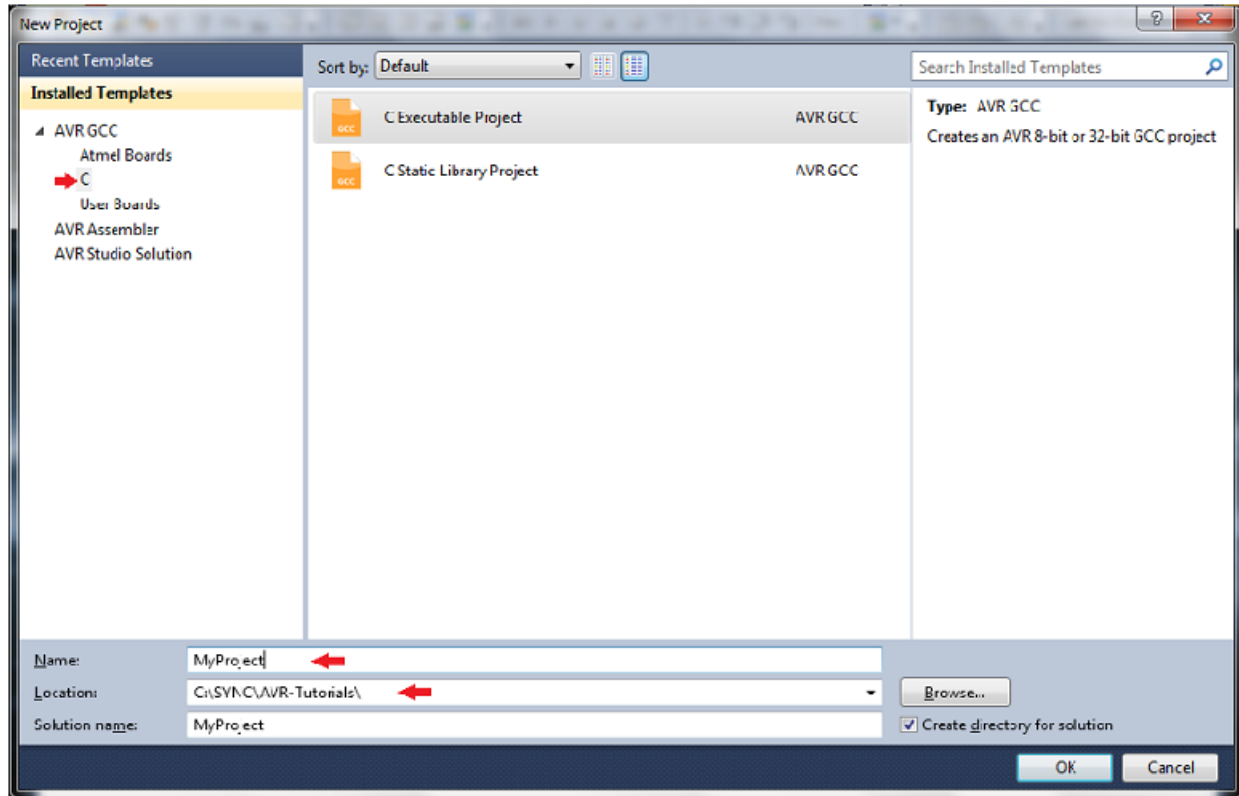 New Project
Recent Templates
Installed Templates
AVR GCC
Atmel Boards
C
User Boards
AVR Assembler
AVR Studio Solution
Sort by: Default
GCC
C Executable Project AVR GCC
GCC
C Static Library Project AVR GCC
Search Installed Templates
Type: AVR GCC
Creates an AVR 8-bit or 32-bit GCC project
Name: MyProject
Location: C:\SYNC\AVR-Tutorials\
Browse...
Solution name: MyProject
Create directory for solution
OK
Cancel